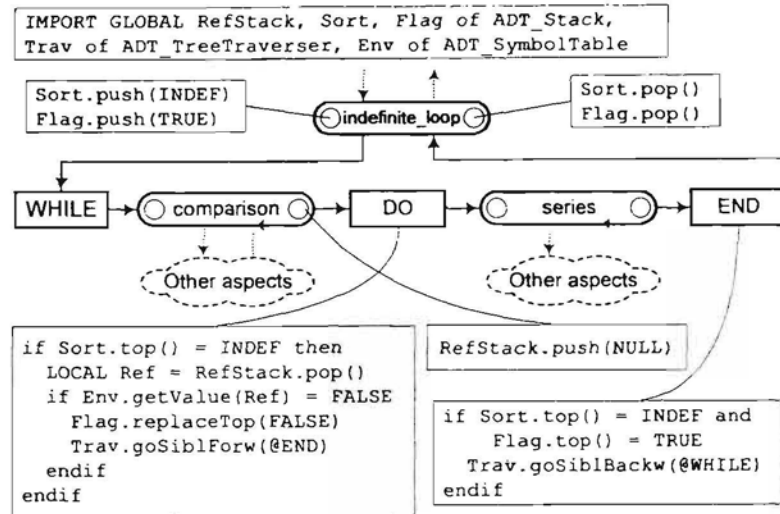 IMPORT GLOBAL RefStack, Sort, Flag of ADT_Stack,
Trav of ADT_TreeTraverser, Env of ADT_SymbolTable
Sort.push(INDEF)
Flag.push(TRUE)
indefinite_loop
Sort.pop()
Flag.pop()
WHILE
comparison
DO
series
END
Other aspects
Other aspects
if Sort.top() = INDEF then
LOCAL Ref = RefStack.pop()
if Env.getValue(Ref) = FALSE
Flag.replaceTop(FALSE)
Trav.goSiblForw(@END)
endif
endif
RefStack.push(NULL)
if Sort.top() = INDEF and
Flag.top() = TRUE
Trav.goSiblBackw(@WHILE)
endif